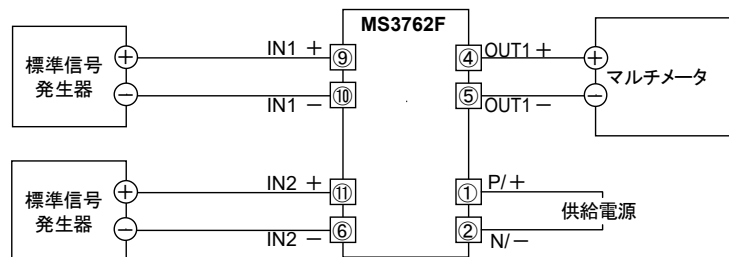 MS3762F
標準信号
発生器
＋
－
IN1 ＋
IN1 －
⑨
⑩
④
⑤
OUT1＋
OUT1－
＋
－
マルチメータ
標準信号
発生器
＋
－
IN2 ＋
IN2 －
⑪
⑥
①
②
P/＋
N/－
供給電源